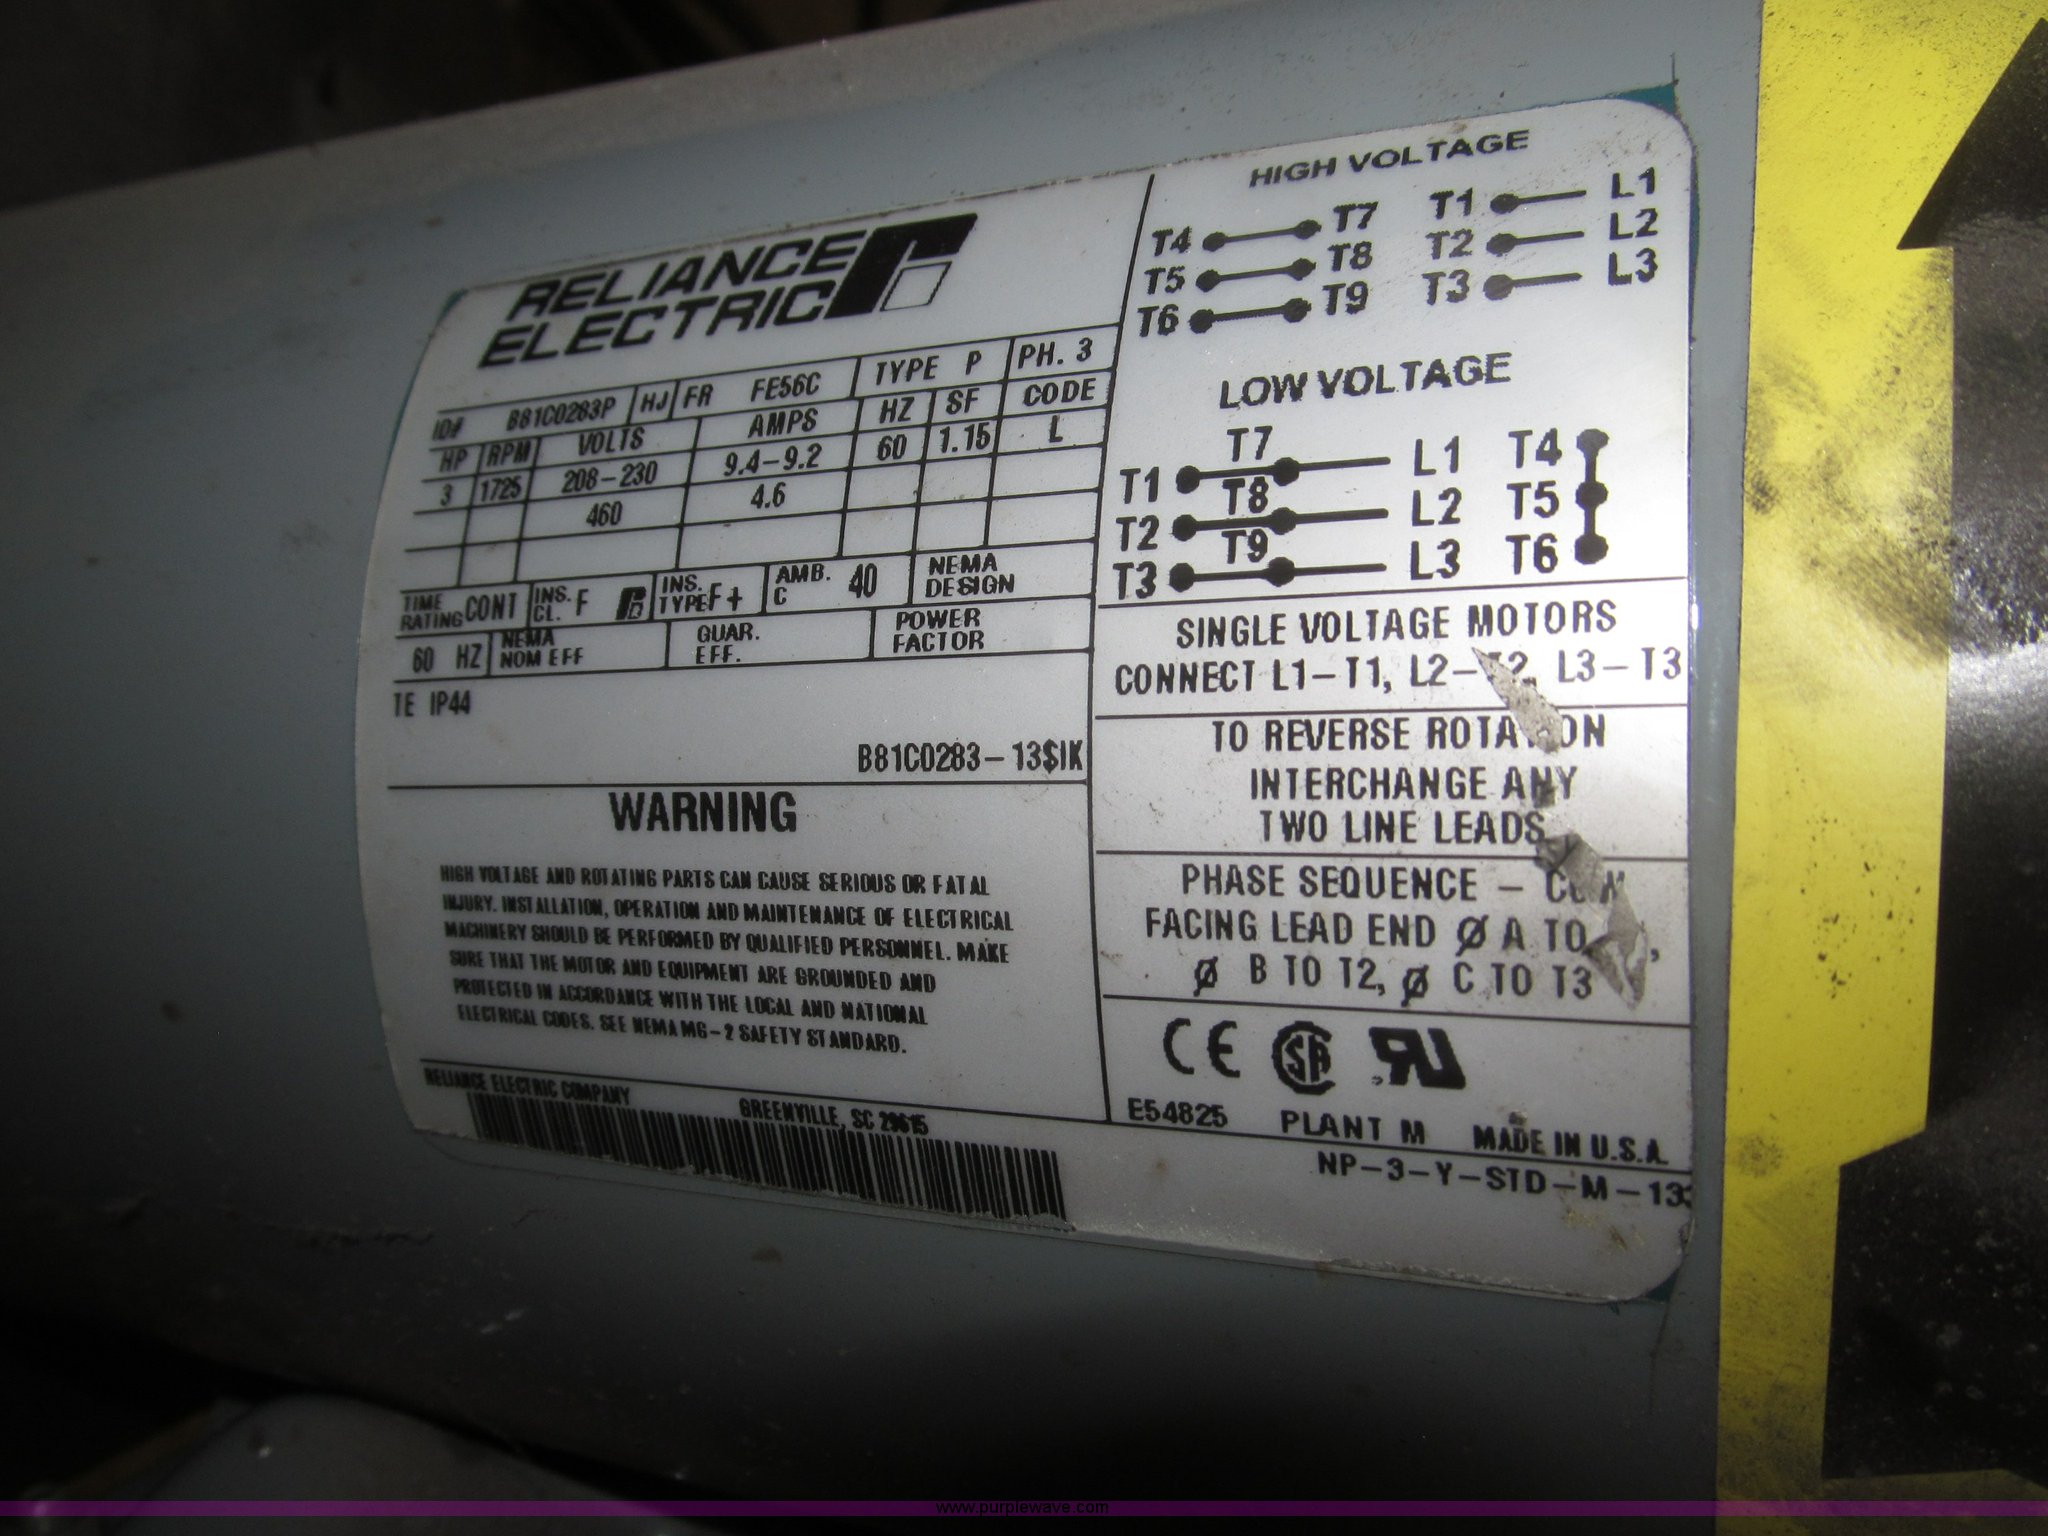 RELIANCE
ELECTRIC
ID# B81C0283P HJ FR FE56C TYPE P PH. 3
HP RPM VOLTS AMPS HZ SF CODE
3 1725 208-230 9.4-9.2 60 1.15 L
460 4.6
TIME RATING CONT INS. CL. F INS. TYPE F+ AMB. C 40 NEMA DESIGN
60 HZ NEMA NOM EFF GUAR. EFF. POWER FACTOR
TE IP44
B81C0283-13$IK
WARNING
HIGH VOLTAGE AND ROTATING PARTS CAN CAUSE SERIOUS OR FATAL
INJURY. INSTALLATION, OPERATION AND MAINTENANCE OF ELECTRICAL
MACHINERY SHOULD BE PERFORMED BY QUALIFIED PERSONNEL. MAKE
SURE THAT THE MOTOR AND EQUIPMENT ARE GROUNDED AND
PROTECTED IN ACCORDANCE WITH THE LOCAL AND NATIONAL
ELECTRICAL CODES. SEE NEMA MG-2 SAFETY STANDARD.
RELIANCE ELECTRIC COMPANY GREENVILLE, SC 29615
HIGH VOLTAGE
T4 T7 T1 L1
T5 T8 T2 L2
T6 T9 T3 L3
LOW VOLTAGE
T1 T7 L1 T4
T2 T8 L2 T5
T3 T9 L3 T6
SINGLE VOLTAGE MOTORS
CONNECT L1-T1, L2-T2, L3-T3
TO REVERSE ROTATION
INTERCHANGE ANY
TWO LINE LEADS.
PHASE SEQUENCE -
FACING LEAD END Ø A TO
Ø B TO T2, Ø C TO T3
CE SA RU
E54825 PLANT M MADE IN U.S.A.
NP-3-Y-STD-M-133
www.purplewave.com